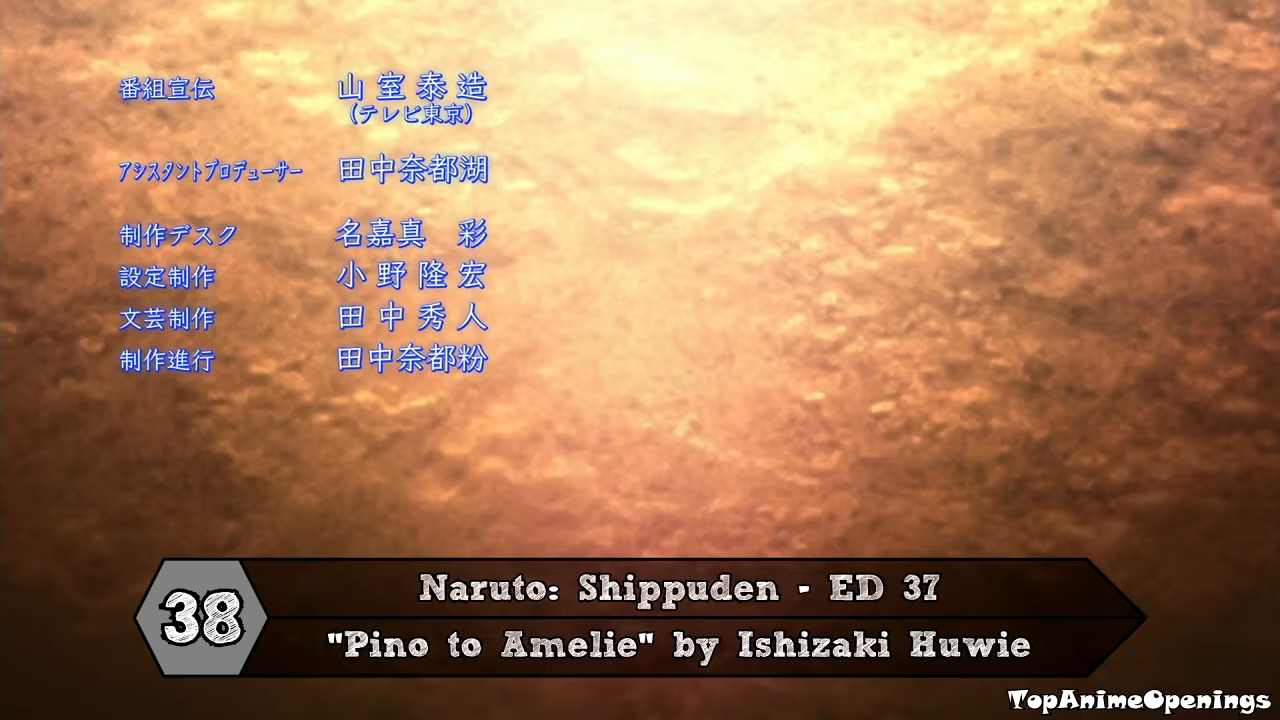 番組宣伝 山室泰造
(テレビ東京)
アシスタントプロデューサー 田中奈都湖
制作デスク 名嘉真 彩
設定制作 小野隆宏
文芸制作 田中秀人
制作進行 田中奈都粉
38
Naruto: Shippuden - ED 37
"Pino to Amelie" by Ishizaki Huwie
TopAnimeOpenings